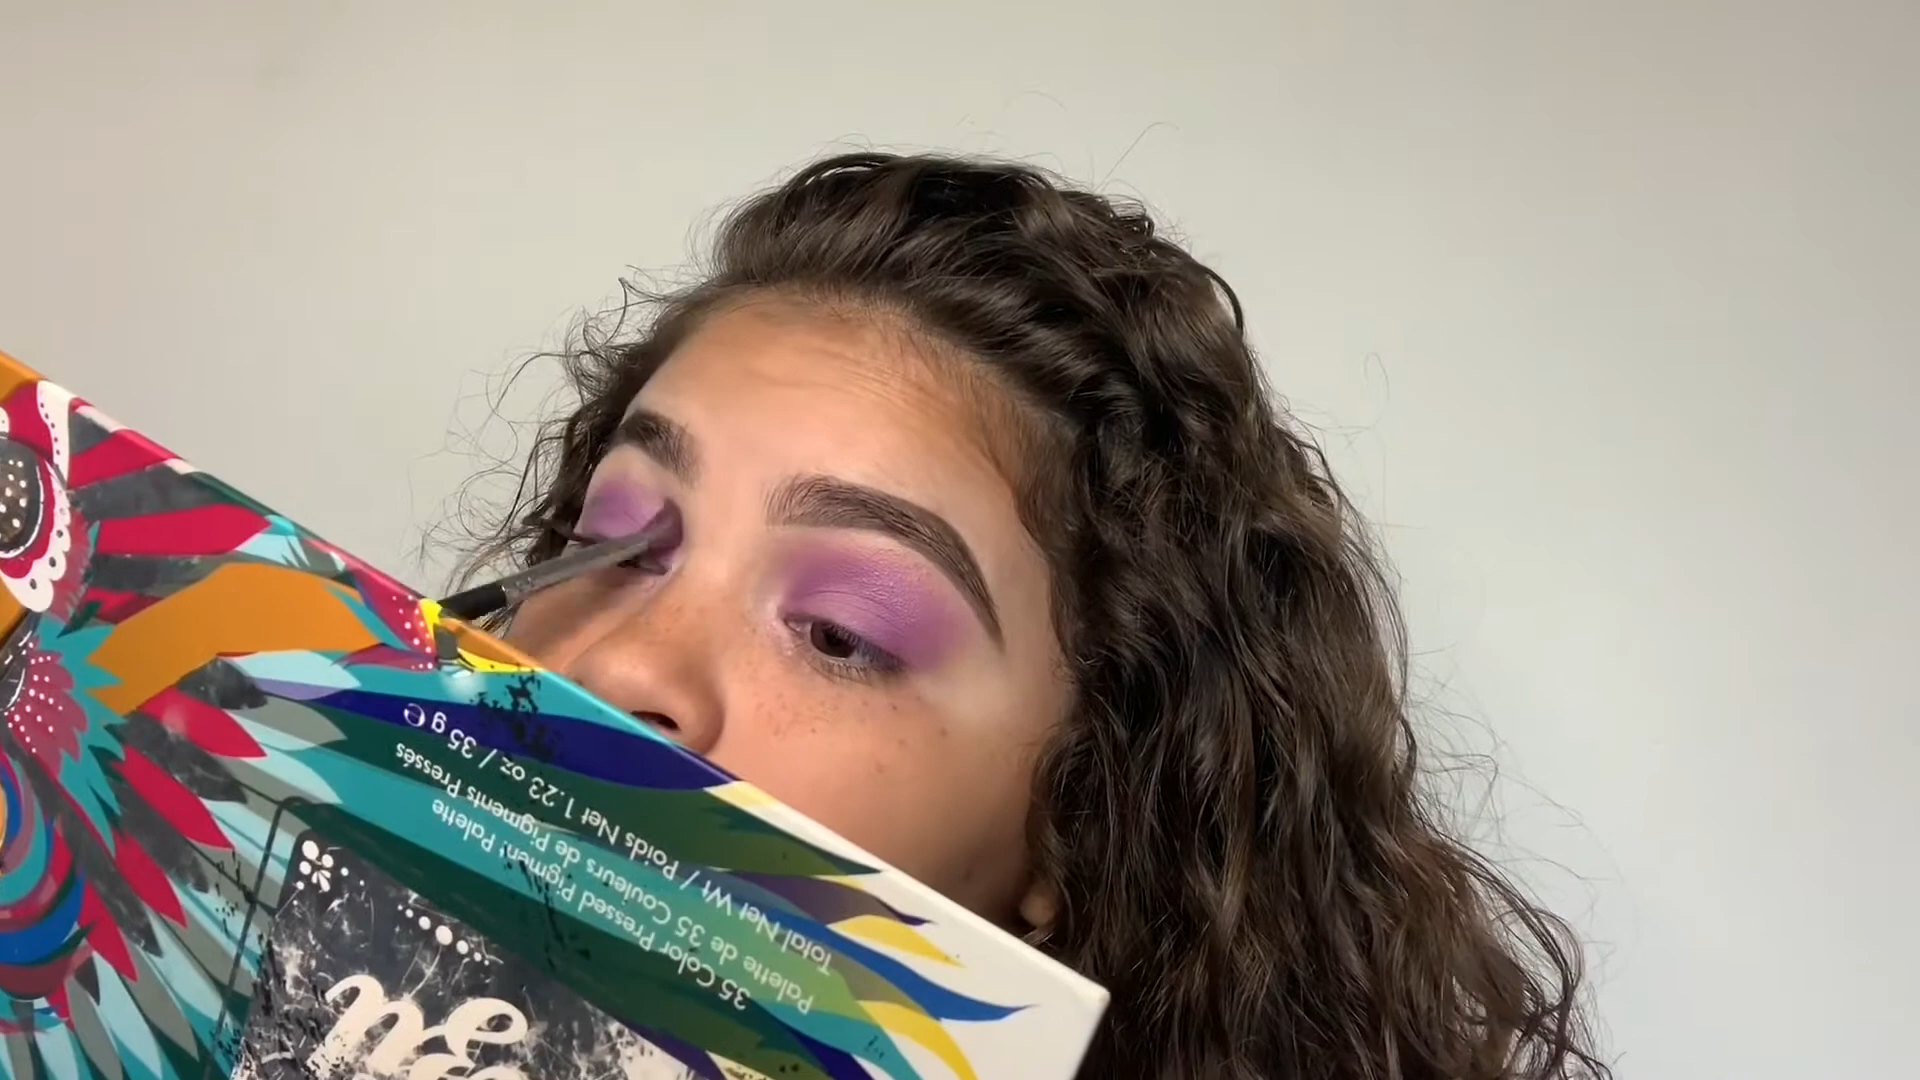 35 Color Pressed Pigment Palette
Palette de 35 Couleurs de Pigments Pressés
Total Net Wt / Poids Net 1.23 oz / 35 g ℮